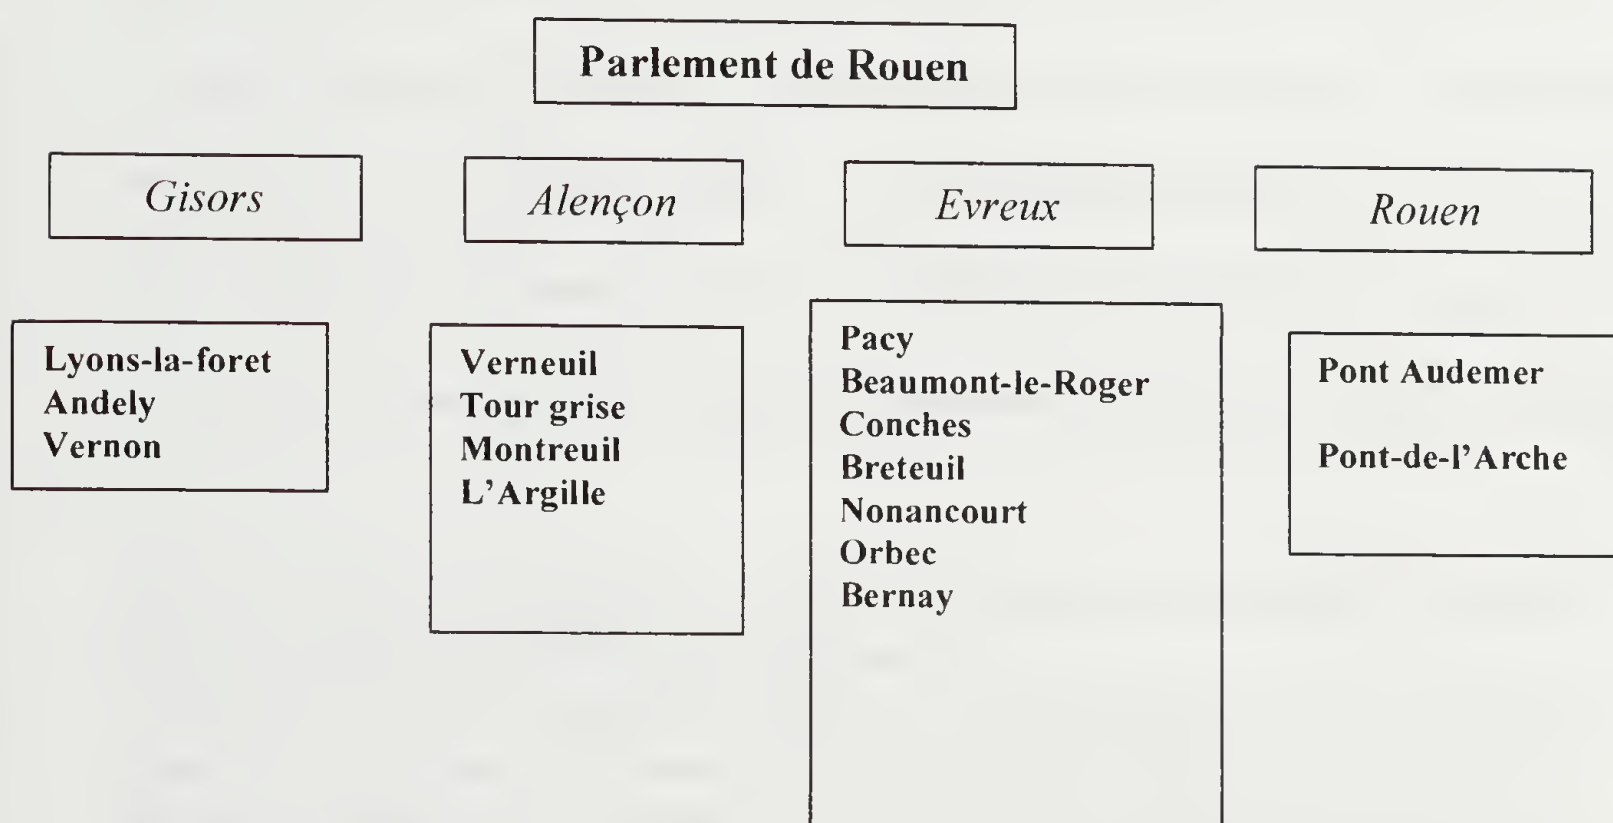 Parlement de Rouen
Gisors
Alençon
Evreux
Rouen
Lyons-la-foret
Andely
Vernon
Verneuil
Tour grise
Montreuil
L'Argille
Pacy
Beaumont-le-Roger
Conches
Breteuil
Nonancourt
Orbec
Bernay
Pont Audemer
Pont-de-l'Arche